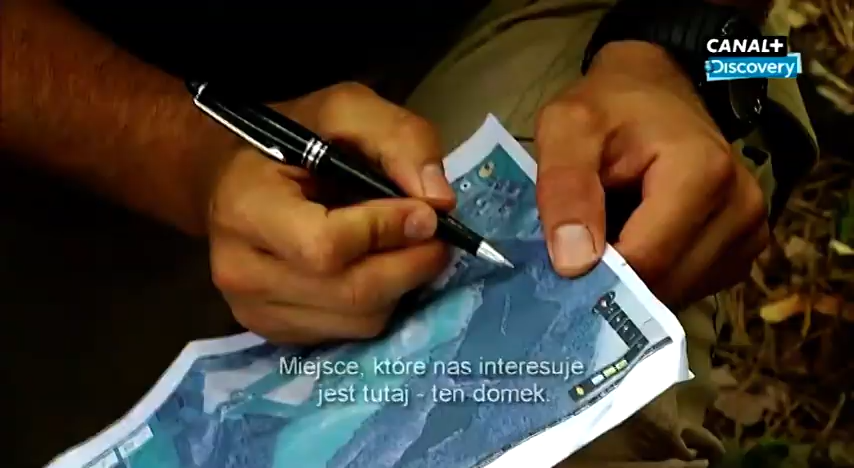 CANAL+
Discovery
Miejsce, które nas interesuje
jest tutaj - ten domek.